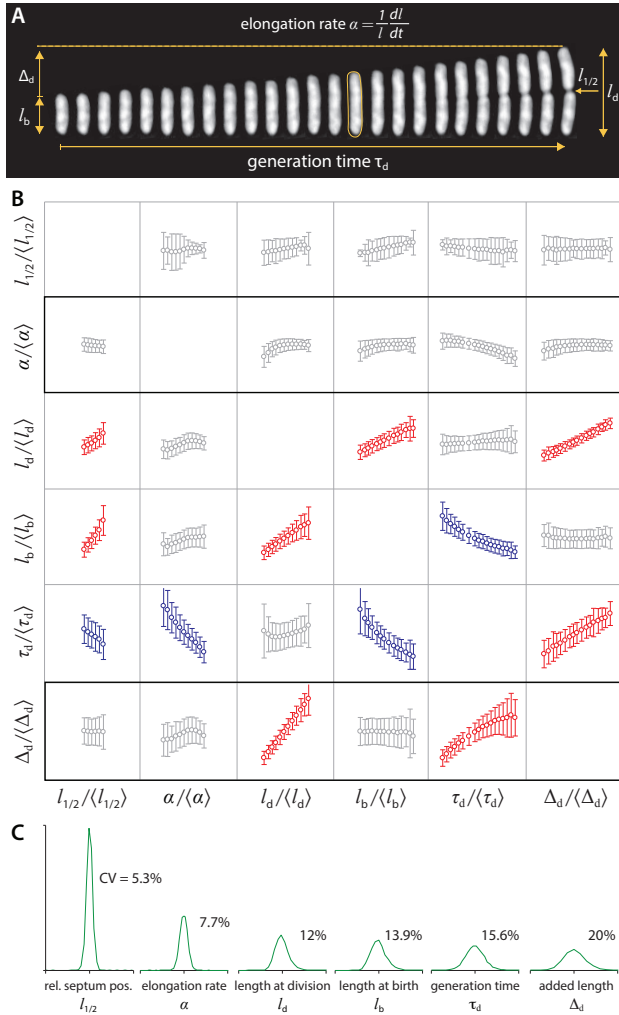 A
elongation rate α = 1/l dl/dt
Δd
lb
l1/2
ld
generation time τd
B
l1/2/⟨l1/2⟩
α/⟨α⟩
ld/⟨ld⟩
lb/⟨lb⟩
τd/⟨τd⟩
Δd/⟨Δd⟩
l1/2/⟨l1/2⟩ α/⟨α⟩ ld/⟨ld⟩ lb/⟨lb⟩ τd/⟨τd⟩ Δd/⟨Δd⟩
C
CV = 5.3% 7.7% 12% 13.9% 15.6% 20%
rel. septum pos. elongation rate length at division length at birth generation time added length
l1/2 α ld lb τd Δd